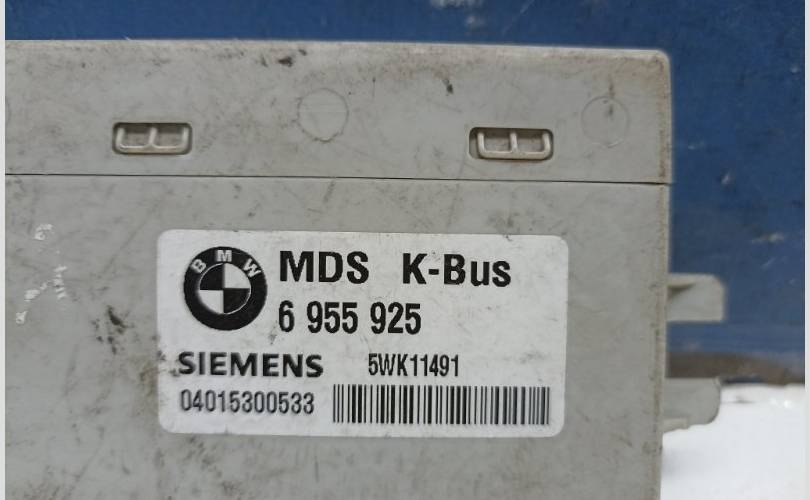 BMW
MDS K-Bus
6 955 925
SIEMENS 5WK11491
04015300533